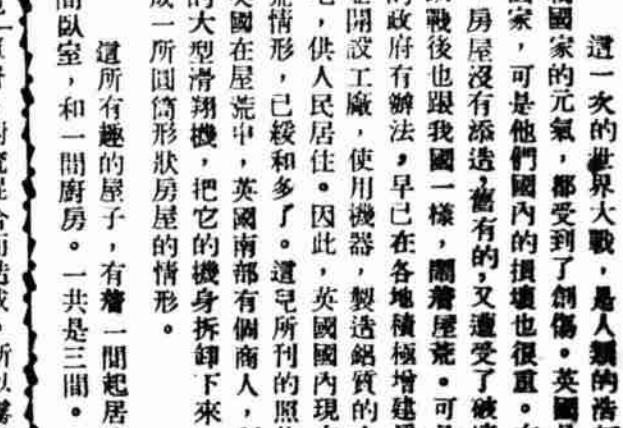 這一次的世界大戰，是人類的浩
國家的元氣，都受到了創傷。英國
國家，可是他們國內的損壞也很重。
房屋沒有添造，舊有的，又遭受了破
戰後也跟我國一樣，鬧着屋荒。可
的政府有辦法，早已在各地積極增建
開設工廠，使用機器，製造鋁質的
，供人民居住。因此，英國國內現
荒情形，已緩和多了。這兒所刊的照
英國在屋荒中，英國南部有個商人，
的大型滑翔機，把它的機身拆卸下來
成一所圓筒形狀房屋的情形。
這所有趣的屋子，有着一間起居
間臥室，和一間廚房。一共是三間。